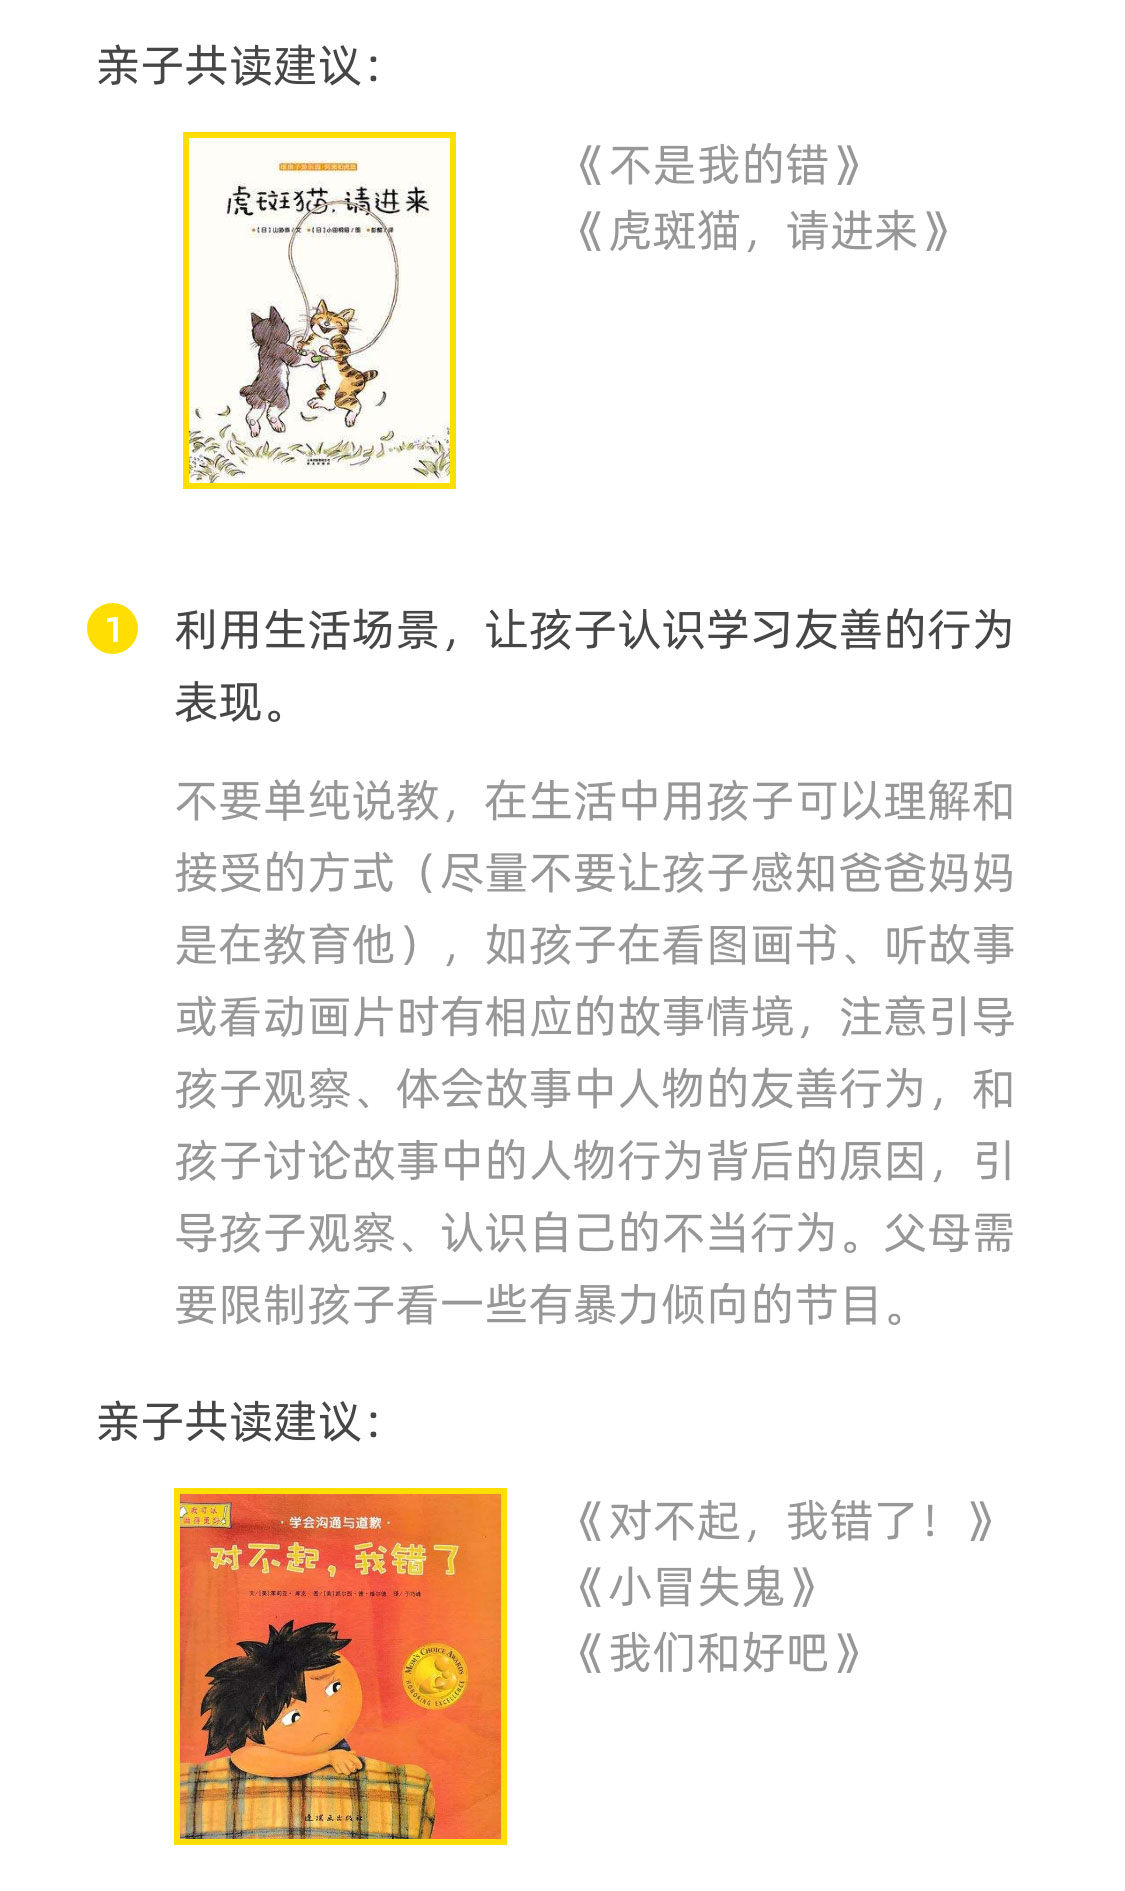 亲子共读建议：
虎斑猫，请进来
《不是我的错》
《虎斑猫，请进来》
1
利用生活场景，让孩子认识学习友善的行为
表现。
不要单纯说教，在生活中用孩子可以理解和
接受的方式（尽量不要让孩子感知爸爸妈妈
是在教育他），如孩子在看图画书、听故事
或看动画片时有相应的故事情境，注意引导
孩子观察、体会故事中人物的友善行为，和
孩子讨论故事中的人物行为背后的原因，引
导孩子观察、认识自己的不当行为。父母需
要限制孩子看一些有暴力倾向的节目。
亲子共读建议：
·学会沟通与道歉·
对不起，我错了
MOM'S CHOICE AWARDS
HONORING EXCELLENCE
连环画出版社
《对不起，我错了！》
《小冒失鬼》
《我们和好吧》